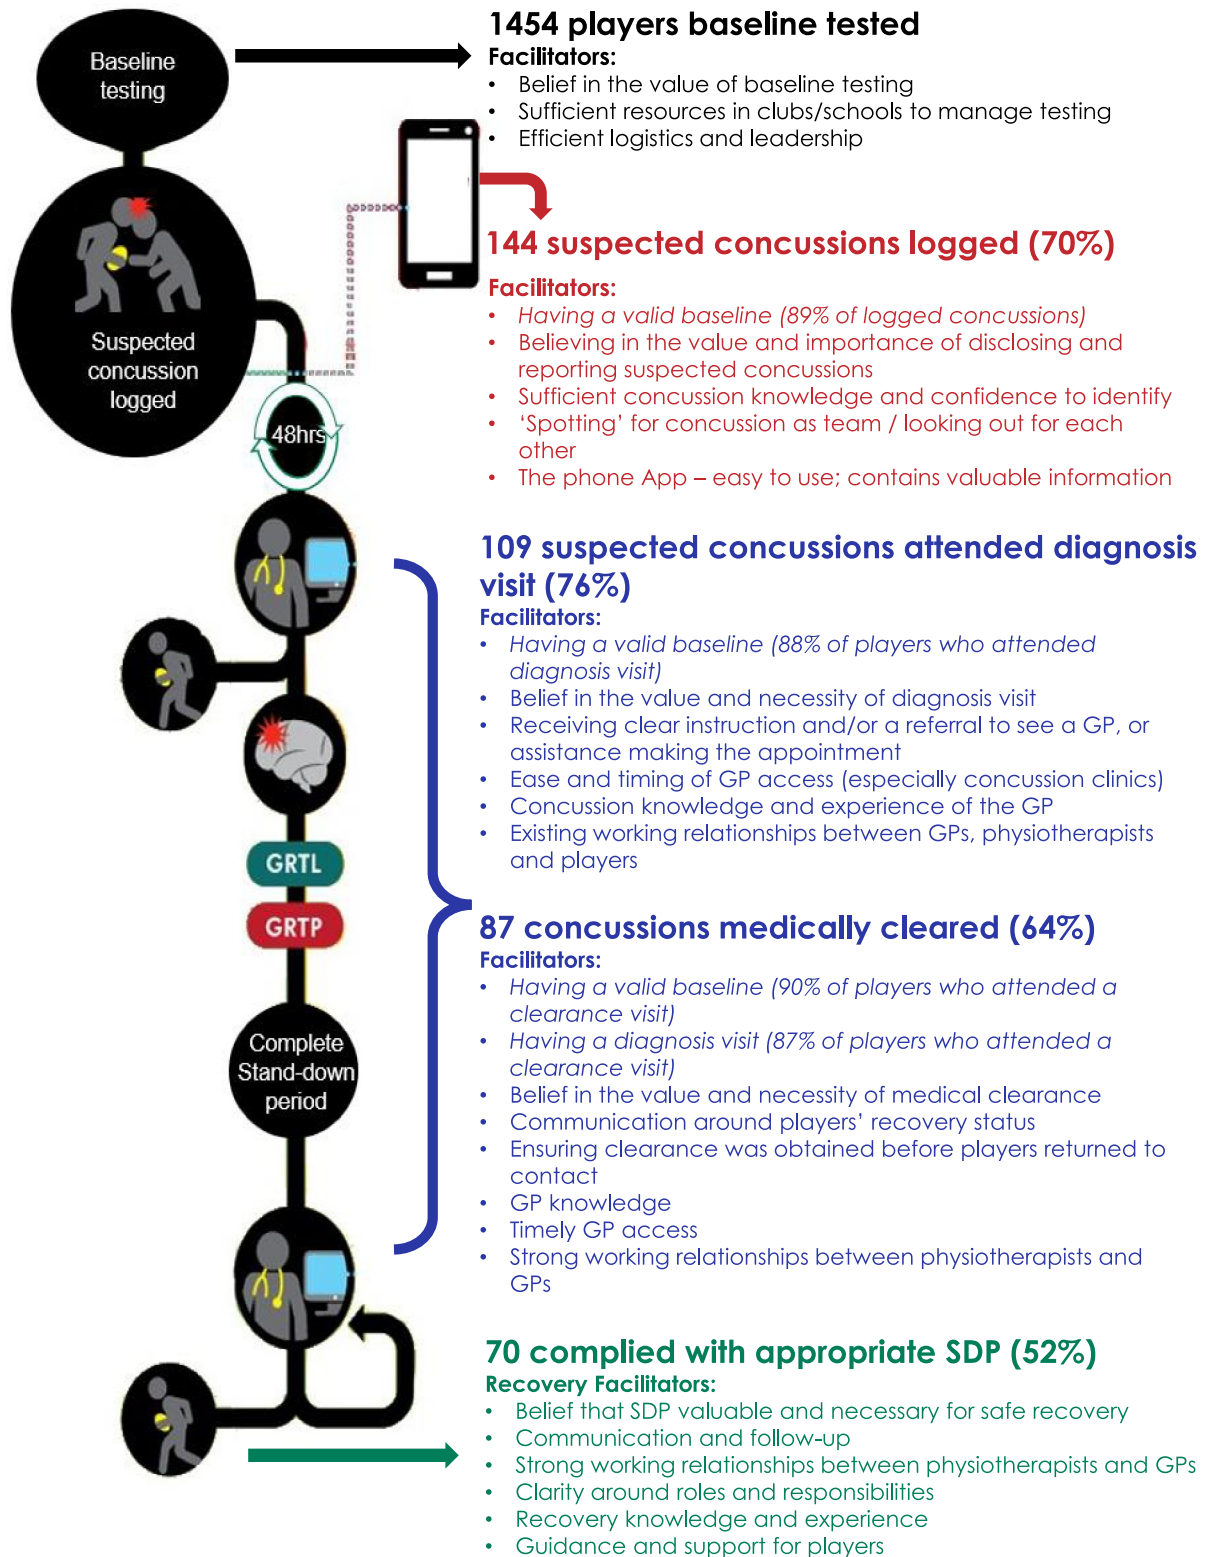 Baseline
testing
1454 players baseline tested
Facilitators:
• Belief in the value of baseline testing
• Sufficient resources in clubs/schools to manage testing
• Efficient logistics and leadership
Suspected
concussion
logged
144 suspected concussions logged (70%)
Facilitators:
• Having a valid baseline (89% of logged concussions)
• Believing in the value and importance of disclosing and
reporting suspected concussions
• Sufficient concussion knowledge and confidence to identify
• ‘Spotting’ for concussion as team / looking out for each
other
• The phone App – easy to use; contains valuable information
48hrs
109 suspected concussions attended diagnosis
visit (76%)
Facilitators:
• Having a valid baseline (88% of players who attended
diagnosis visit)
• Belief in the value and necessity of diagnosis visit
• Receiving clear instruction and/or a referral to see a GP, or
assistance making the appointment
• Ease and timing of GP access (especially concussion clinics)
• Concussion knowledge and experience of the GP
• Existing working relationships between GPs, physiotherapists
and players
GRTL
GRTP
87 concussions medically cleared (64%)
Facilitators:
• Having a valid baseline (90% of players who attended a
clearance visit)
• Having a diagnosis visit (87% of players who attended a
clearance visit)
• Belief in the value and necessity of medical clearance
• Communication around players’ recovery status
• Ensuring clearance was obtained before players returned to
contact
• GP knowledge
• Timely GP access
• Strong working relationships between physiotherapists and
GPs
Complete
Stand-down
period
70 complied with appropriate SDP (52%)
Recovery Facilitators:
• Belief that SDP valuable and necessary for safe recovery
• Communication and follow-up
• Strong working relationships between physiotherapists and GPs
• Clarity around roles and responsibilities
• Recovery knowledge and experience
• Guidance and support for players